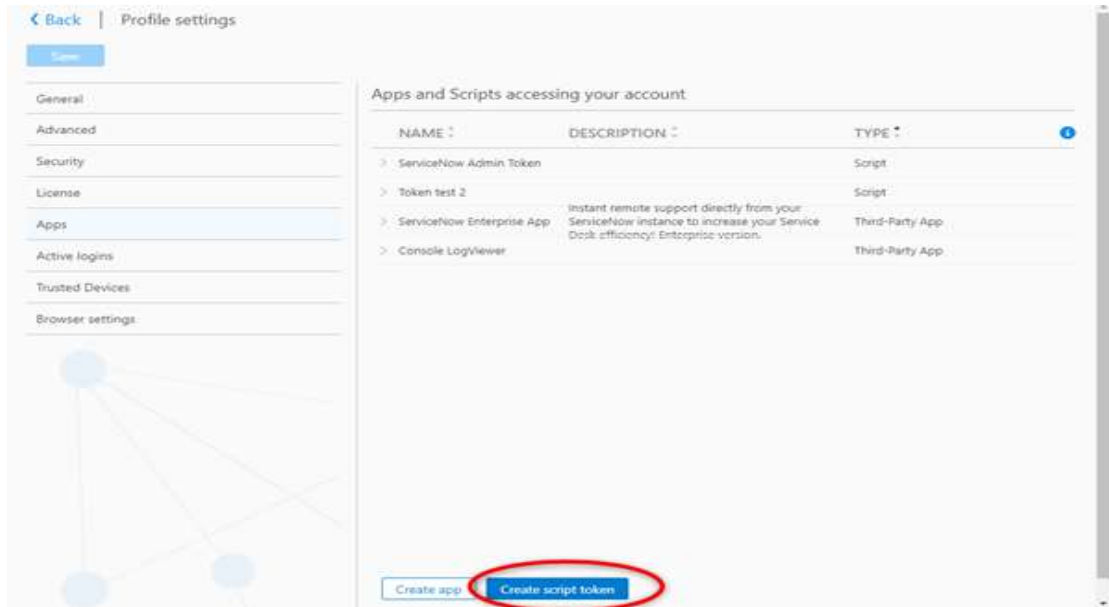 Back | Profile settings
Save
General
Advanced
Security
License
Apps
Active logins
Trusted Devices
Browser settings
Apps and Scripts accessing your account
NAME DESCRIPTION TYPE
ServiceNow Admin Token Script
Token test 2 Script
ServiceNow Enterprise App Instant remote support directly from your ServiceNow instance to increase your Service Desk efficiency! Enterprise version. Third-Party App
Console LogViewer Third-Party App
Create app Create script token